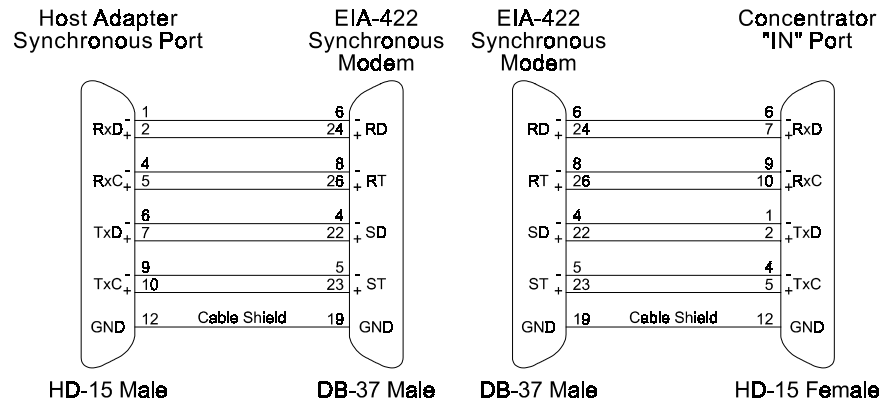 Host Adapter
Synchronous Port
EIA-422
Synchronous
Modem
EIA-422
Synchronous
Modem
Concentrator
"IN" Port
RxD - 1 6 - RD
+ 2 24 +
RxC - 4 8 - RT
+ 5 26 +
TxD - 6 4 - SD
+ 7 22 +
TxC - 9 5 - ST
+ 10 23 +
GND 12 Cable Shield 19 GND
RD - 6 6 - RxD
+ 24 7 +
RT - 8 9 - RxC
+ 26 10 +
SD - 4 1 - TxD
+ 22 2 +
ST - 5 4 - TxC
+ 23 5 +
GND 19 Cable Shield 12 GND
HD-15 Male
DB-37 Male
DB-37 Male
HD-15 Female